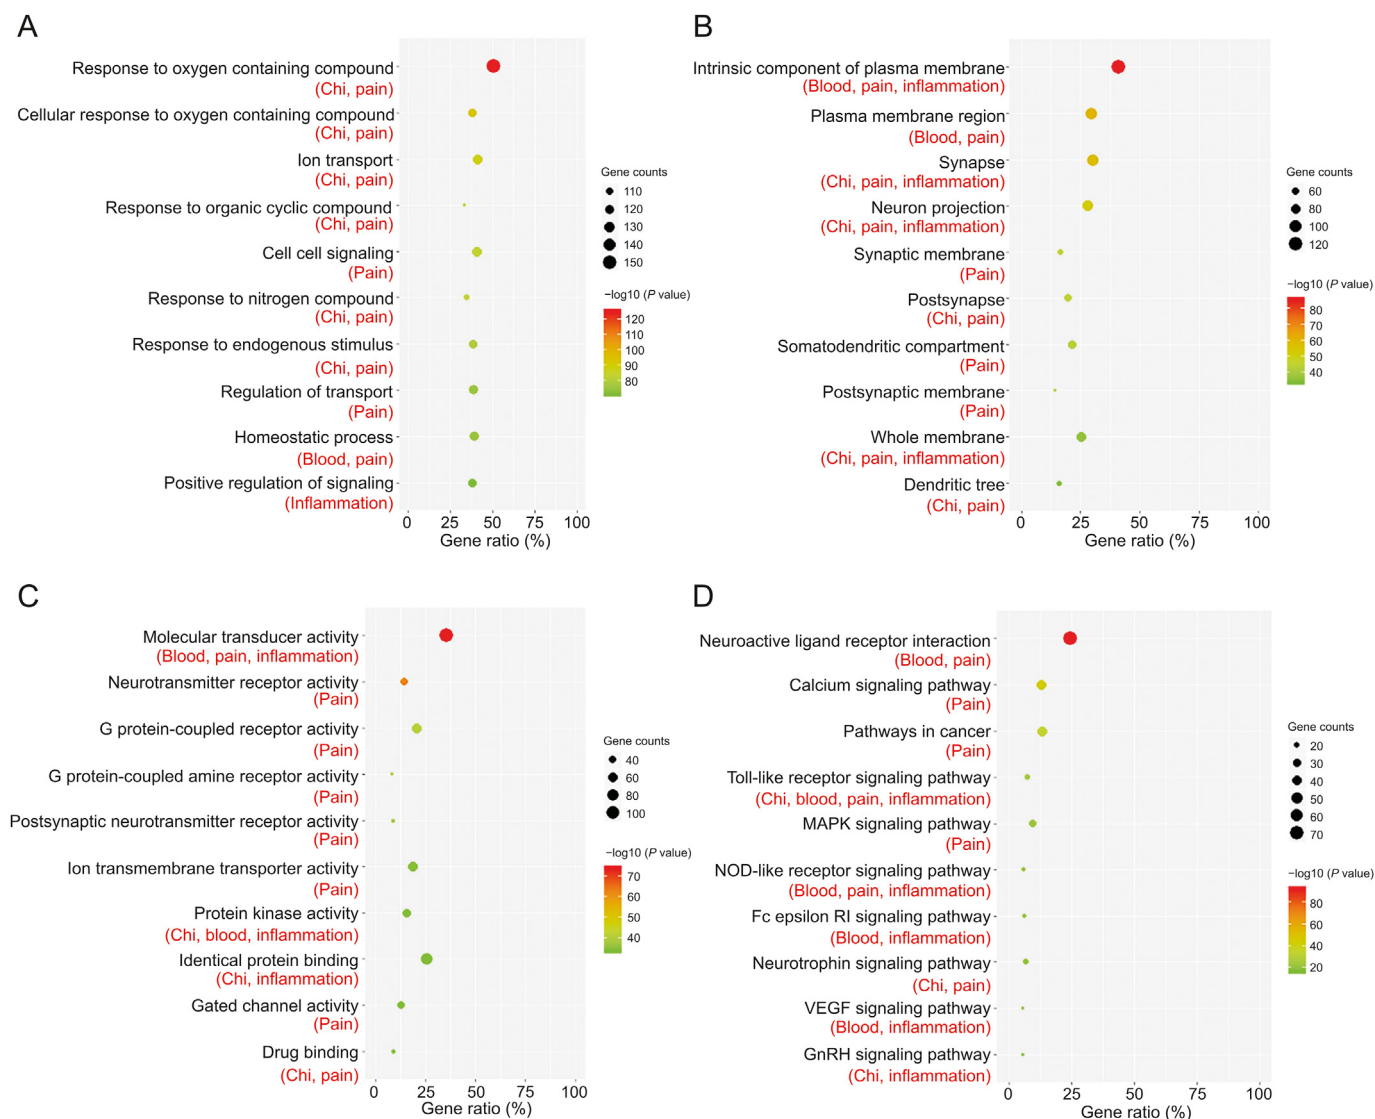 A
Response to oxygen containing compound
(Chi, pain)
Cellular response to oxygen containing compound
(Chi, pain)
Ion transport
(Chi, pain)
Response to organic cyclic compound
(Chi, pain)
Cell cell signaling
(Pain)
Response to nitrogen compound
(Chi, pain)
Response to endogenous stimulus
(Chi, pain)
Regulation of transport
(Pain)
Homeostatic process
(Blood, pain)
Positive regulation of signaling
(Inflammation)
0 25 50 75 100
Gene ratio (%)
Gene counts
110
120
130
140
150
−log10 (P value)
120
110
100
90
80
B
Intrinsic component of plasma membrane
(Blood, pain, inflammation)
Plasma membrane region
(Blood, pain)
Synapse
(Chi, pain, inflammation)
Neuron projection
(Chi, pain, inflammation)
Synaptic membrane
(Pain)
Postsynapse
(Chi, pain)
Somatodendritic compartment
(Pain)
Postsynaptic membrane
(Pain)
Whole membrane
(Chi, pain, inflammation)
Dendritic tree
(Chi, pain)
0 25 50 75 100
Gene ratio (%)
Gene counts
60
80
100
120
−log10 (P value)
80
70
60
50
40
C
Molecular transducer activity
(Blood, pain, inflammation)
Neurotransmitter receptor activity
(Pain)
G protein-coupled receptor activity
(Pain)
G protein-coupled amine receptor activity
(Pain)
Postsynaptic neurotransmitter receptor activity
(Pain)
Ion transmembrane transporter activity
(Pain)
Protein kinase activity
(Chi, blood, inflammation)
Identical protein binding
(Chi, inflammation)
Gated channel activity
(Pain)
Drug binding
(Chi, pain)
0 25 50 75 100
Gene ratio (%)
Gene counts
40
60
80
100
−log10 (P value)
70
60
50
40
D
Neuroactive ligand receptor interaction
(Blood, pain)
Calcium signaling pathway
(Pain)
Pathways in cancer
(Pain)
Toll-like receptor signaling pathway
(Chi, blood, pain, inflammation)
MAPK signaling pathway
(Pain)
NOD-like receptor signaling pathway
(Blood, pain, inflammation)
Fc epsilon RI signaling pathway
(Blood, inflammation)
Neurotrophin signaling pathway
(Chi, pain)
VEGF signaling pathway
(Blood, inflammation)
GnRH signaling pathway
(Chi, inflammation)
0 25 50 75 100
Gene ratio (%)
Gene counts
20
30
40
50
60
70
−log10 (P value)
80
60
40
20